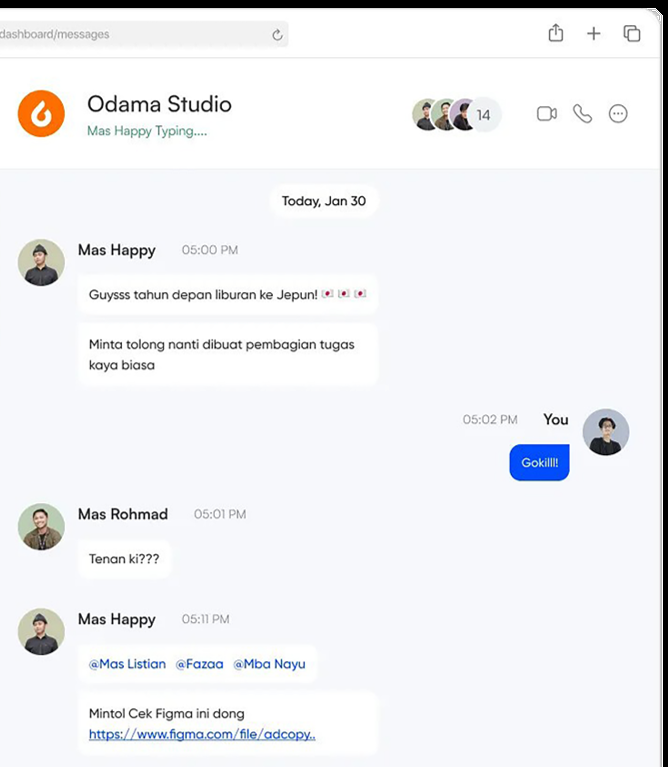 dashboard/messages
Odama Studio
Mas Happy Typing....
14
Today, Jan 30
Mas Happy 05:00 PM
Guysss tahun depan liburan ke Jepun! 🇯🇵 🇯🇵 🇯🇵
Minta tolong nanti dibuat pembagian tugas
kaya biasa
05:02 PM You
Gokilll!
Mas Rohmad 05:01 PM
Tenan ki???
Mas Happy 05:11 PM
@Mas Listian @Fazaa @Mba Nayu
Mintol Cek Figma ini dong
https://www.figma.com/file/adcopy..